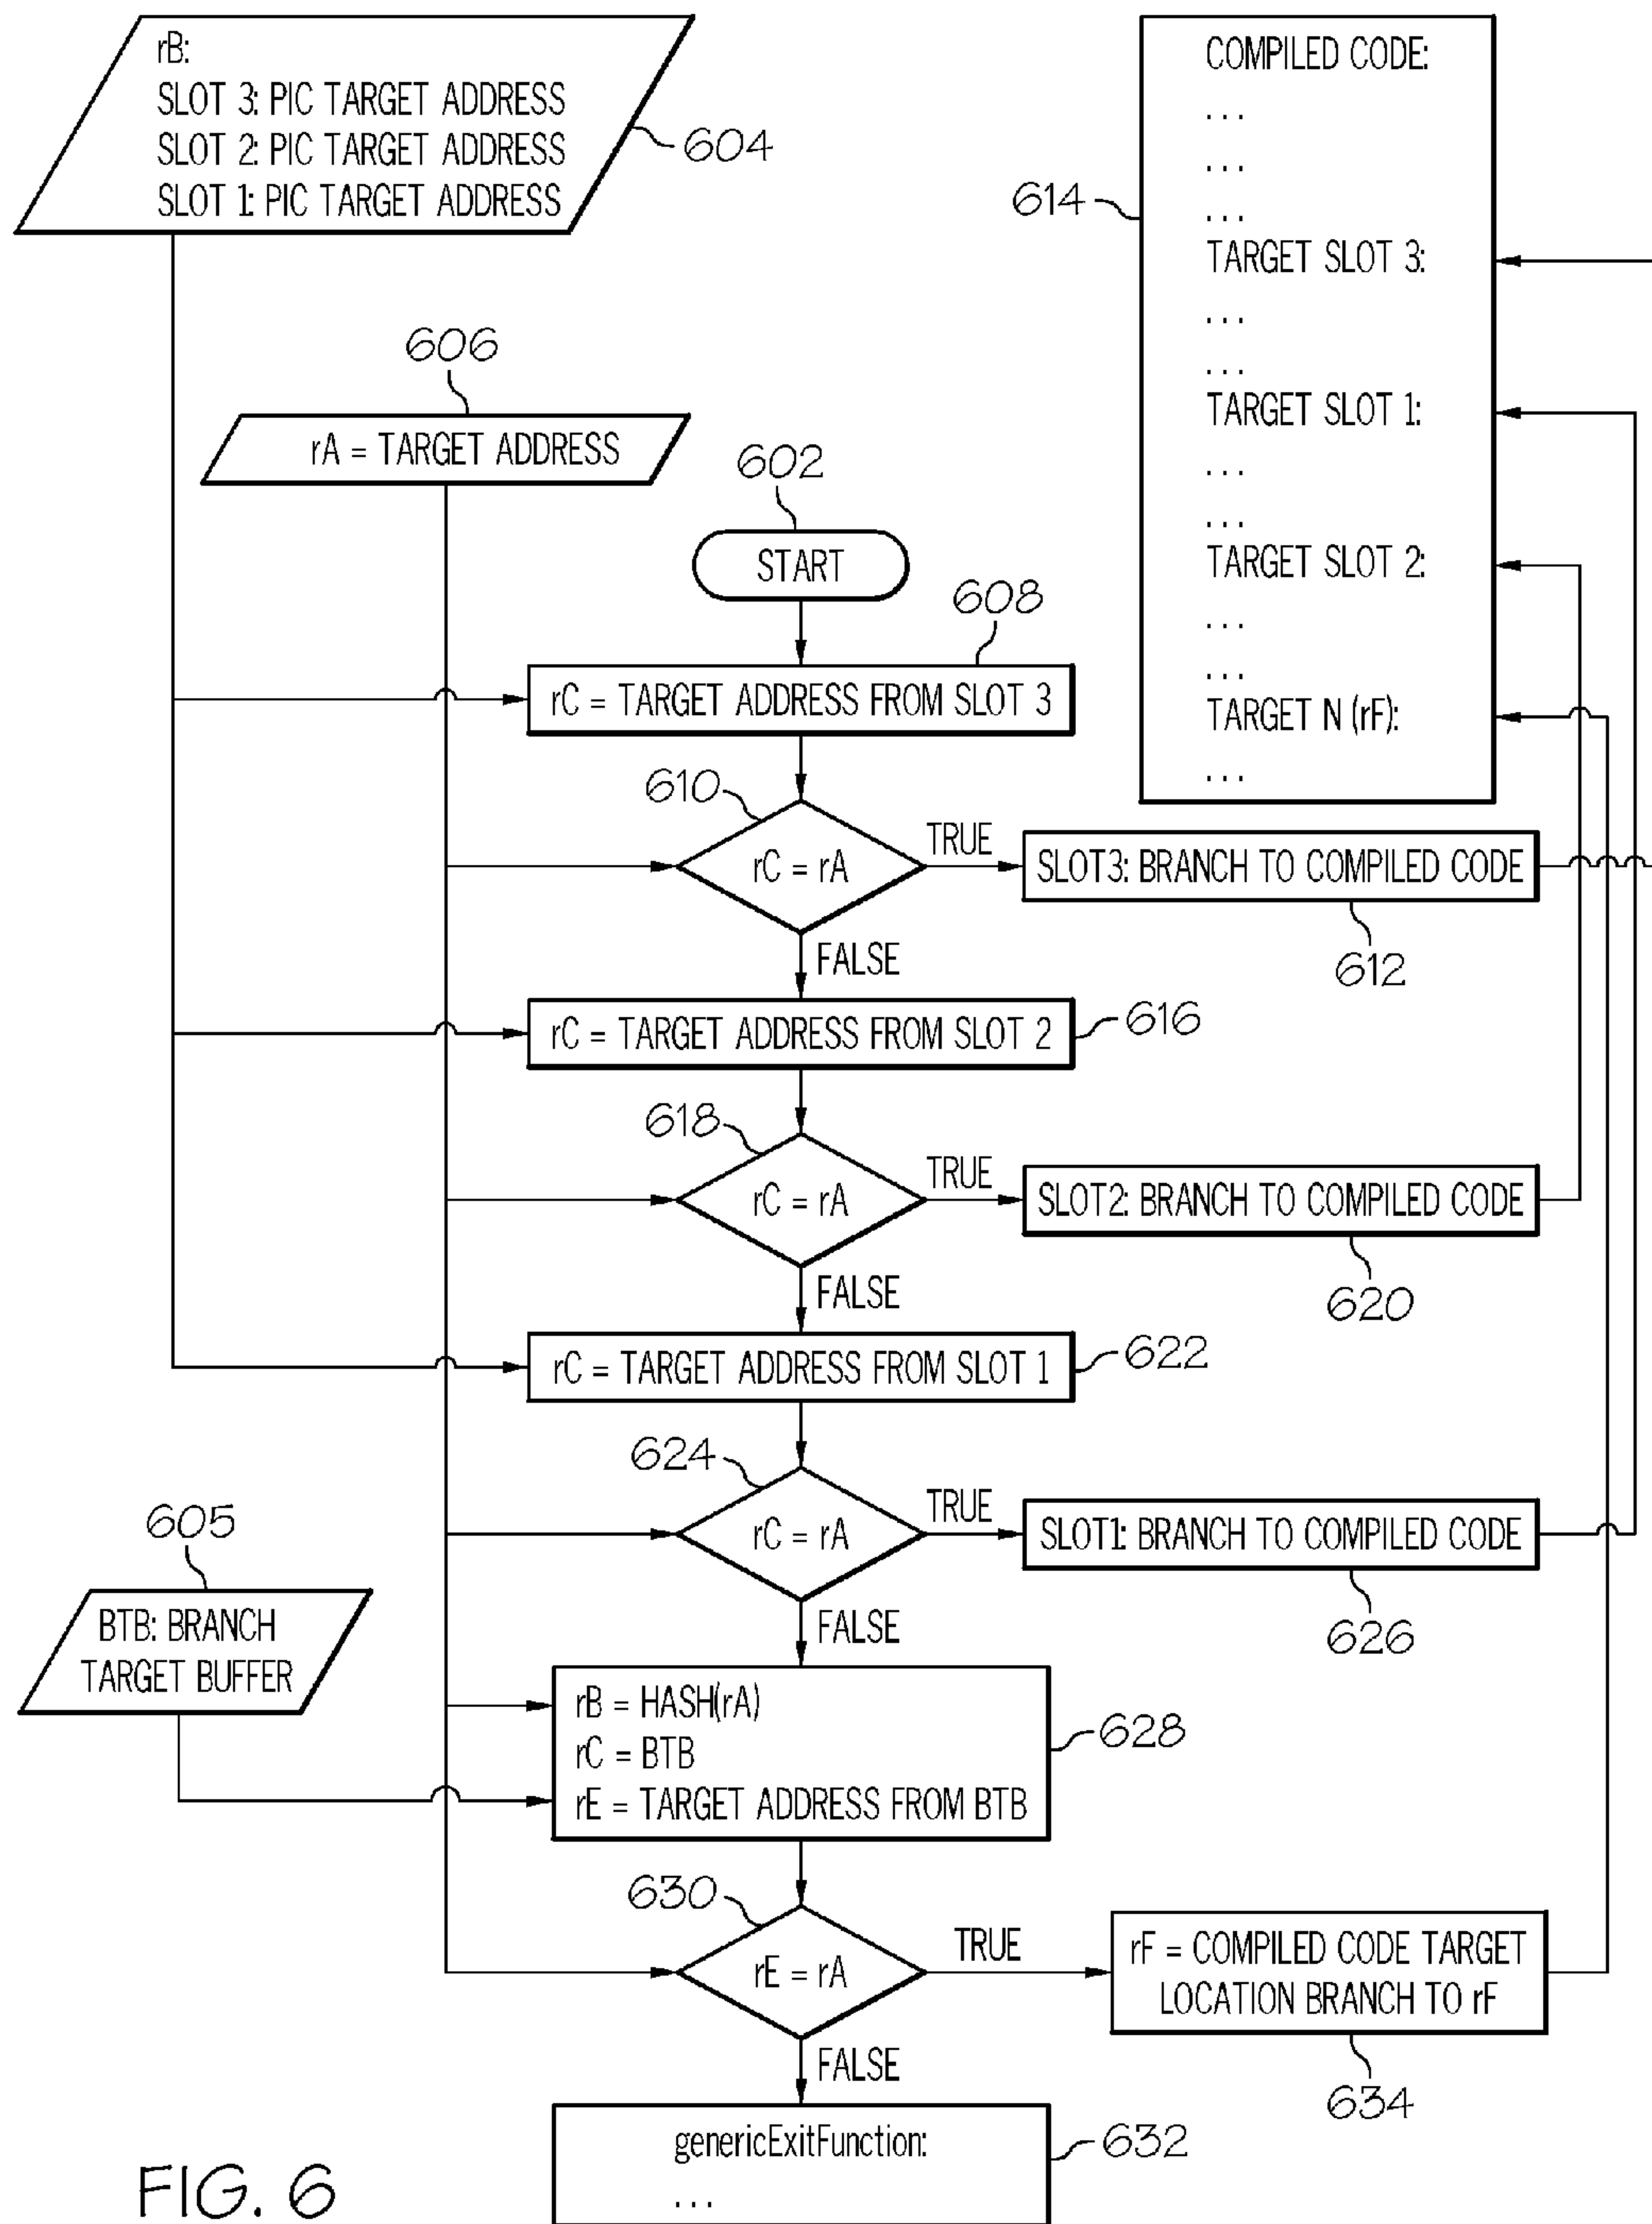 rB:
SLOT 3: PIC TARGET ADDRESS
SLOT 2: PIC TARGET ADDRESS
SLOT 1: PIC TARGET ADDRESS
604
COMPILED CODE:
. . .
. . .
. . .
TARGET SLOT 3:
. . .
. . .
TARGET SLOT 1:
. . .
. . .
TARGET SLOT 2:
. . .
. . .
TARGET N (rF):
. . .
614
606
rA = TARGET ADDRESS
602
START
608
rC = TARGET ADDRESS FROM SLOT 3
610
rC = rA
TRUE
SLOT3: BRANCH TO COMPILED CODE
612
FALSE
rC = TARGET ADDRESS FROM SLOT 2
616
618
rC = rA
TRUE
SLOT2: BRANCH TO COMPILED CODE
620
FALSE
rC = TARGET ADDRESS FROM SLOT 1
622
624
rC = rA
TRUE
SLOT1: BRANCH TO COMPILED CODE
626
FALSE
605
BTB: BRANCH
TARGET BUFFER
rB = HASH(rA)
rC = BTB
rE = TARGET ADDRESS FROM BTB
628
630
rE = rA
TRUE
rF = COMPILED CODE TARGET
LOCATION BRANCH TO rF
634
FALSE
genericExitFunction:
. . .
632
FIG. 6